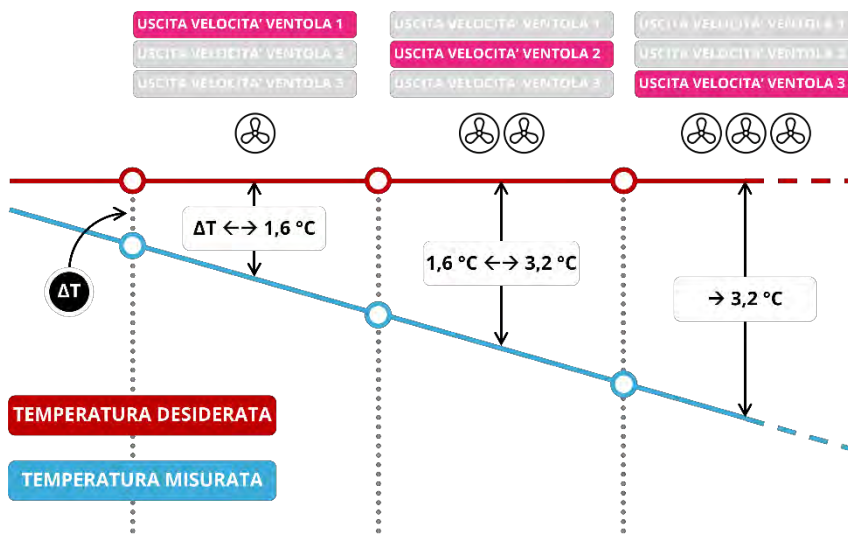 USCITA VELOCITA' VENTOLA 1
USCITA VELOCITA' VENTOLA 2
USCITA VELOCITA' VENTOLA 3
USCITA VELOCITA' VENTOLA 1
USCITA VELOCITA' VENTOLA 2
USCITA VELOCITA' VENTOLA 3
USCITA VELOCITA' VENTOLA 1
USCITA VELOCITA' VENTOLA 2
USCITA VELOCITA' VENTOLA 3
ΔT ←→ 1,6 °C
1,6 °C ←→ 3,2 °C
→ 3,2 °C
ΔT
TEMPERATURA DESIDERATA
TEMPERATURA MISURATA